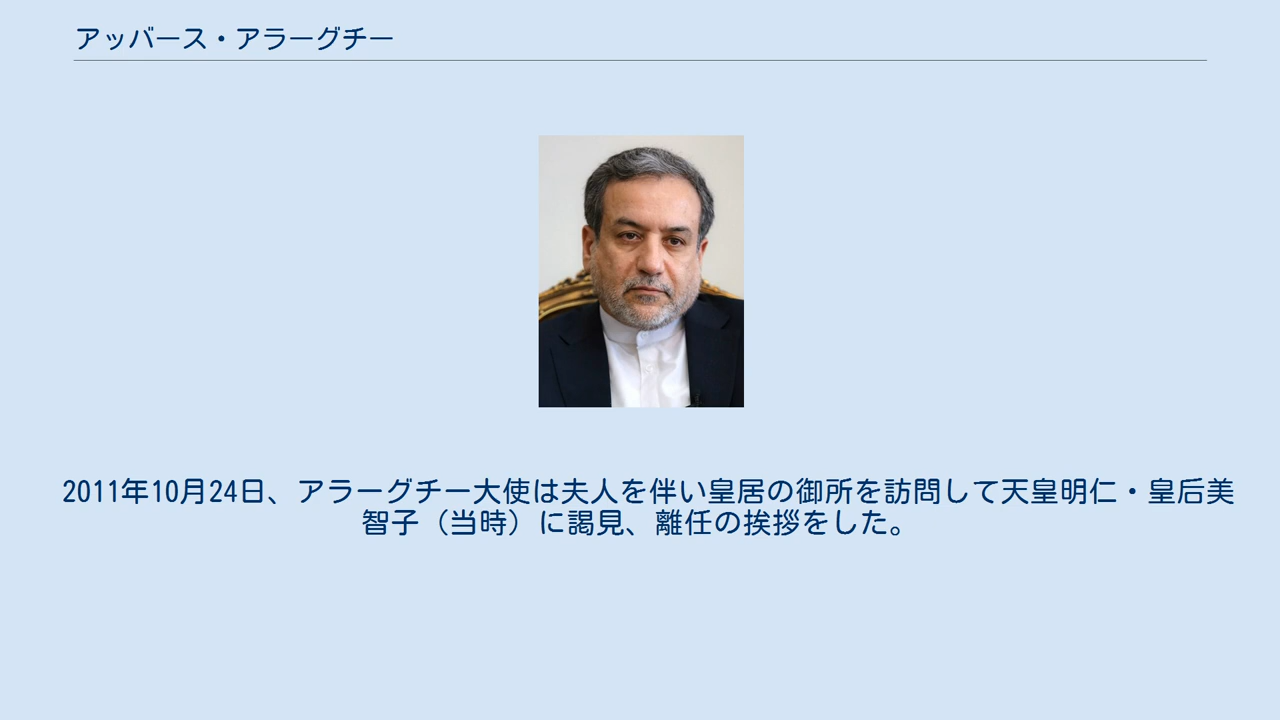 アッバース・アラーグチー
2011年10月24日、アラーグチー大使は夫人を伴い皇居の御所を訪問して天皇明仁・皇后美
智子（当時）に謁見、離任の挨拶をした。